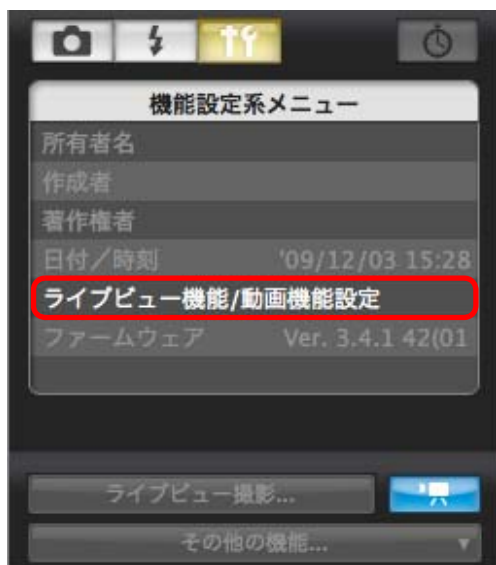 機能設定系メニュー
所有者名
作成者
著作権者
日付/時刻 '09/12/03 15:28
ライブビュー機能/動画機能設定
ファームウェア Ver. 3.4.1 42(01
ライブビュー撮影...
その他の機能...